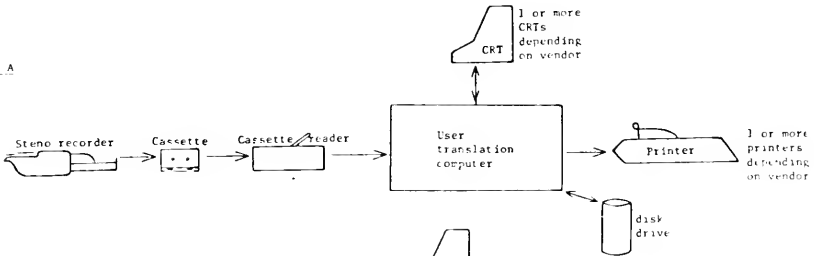 1 or more
CRTs
depending
on vendor
CRT
A
Steno recorder
Cassette
Cassette reader
User
translation
computer
Printer
1 or more
printers
depending
on vendor
disk
drive